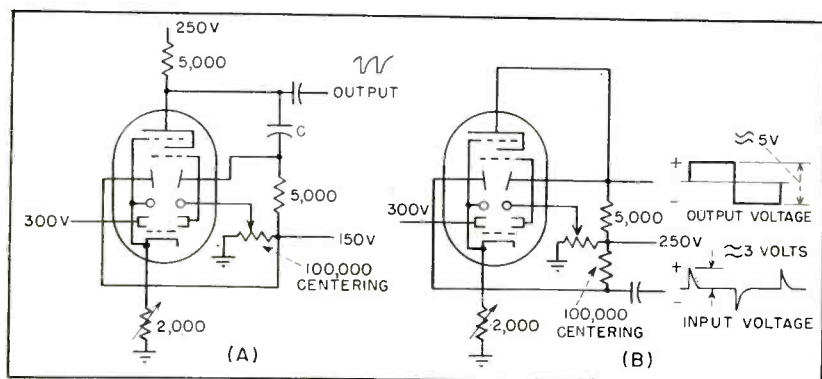 250V
5,000
OUTPUT
C
5,000
300V
150V
100,000
CENTERING
2,000
(A)
300V
5,000
250V
100,000
CENTERING
2,000
(B)
≈ 5V
+
-
OUTPUT VOLTAGE
≈3 VOLTS
+
-
INPUT VOLTAGE